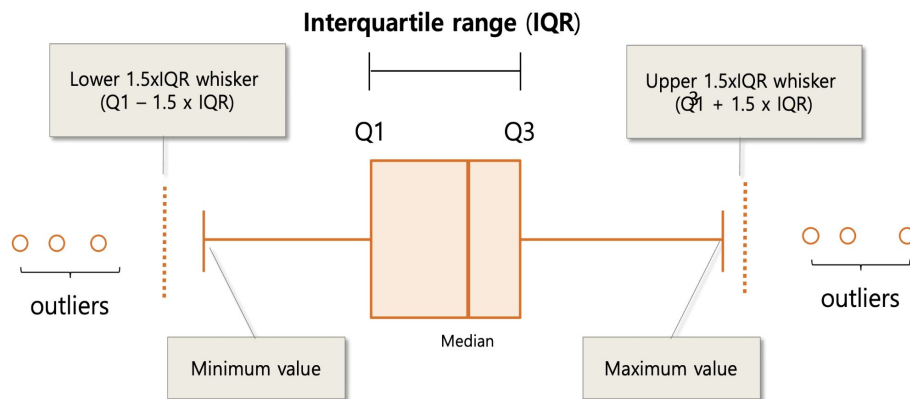 Interquartile range (IQR)
Lower 1.5xIQR whisker
(Q1 – 1.5 x IQR)
Upper 1.5xIQR whisker
(Q3 + 1.5 x IQR)
Q1
Q3
outliers
outliers
Median
Minimum value
Maximum value